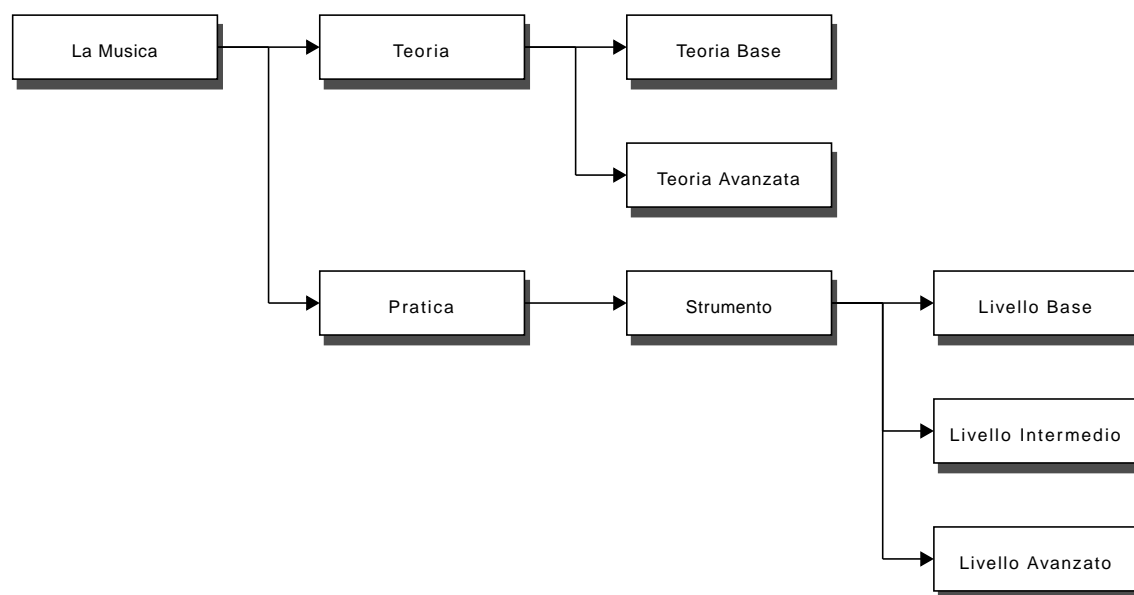 La Musica
Teoria
Teoria Base
Teoria Avanzata
Pratica
Strumento
Livello Base
Livello Intermedio
Livello Avanzato